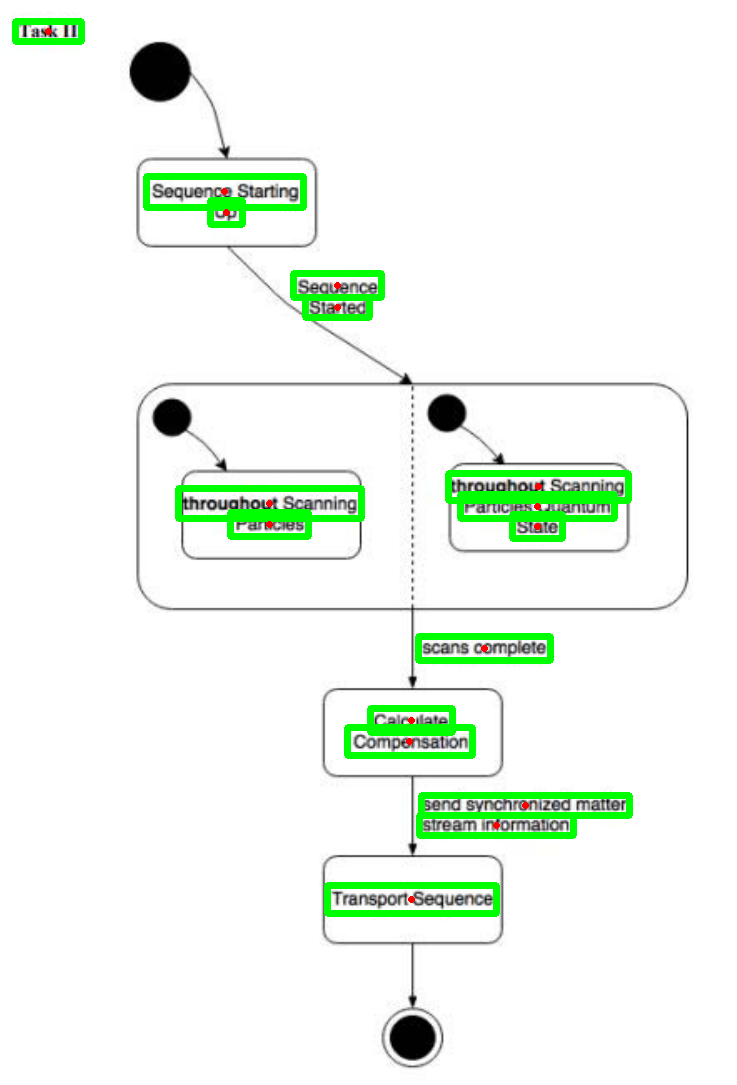 Task II
Sequence Starting
Up
Sequence
Started
throughout Scanning
Particles
throughout Scanning
Particles Quantum
State
scans complete
Calculate
Compensation
send synchronized matter
stream information
Transport Sequence